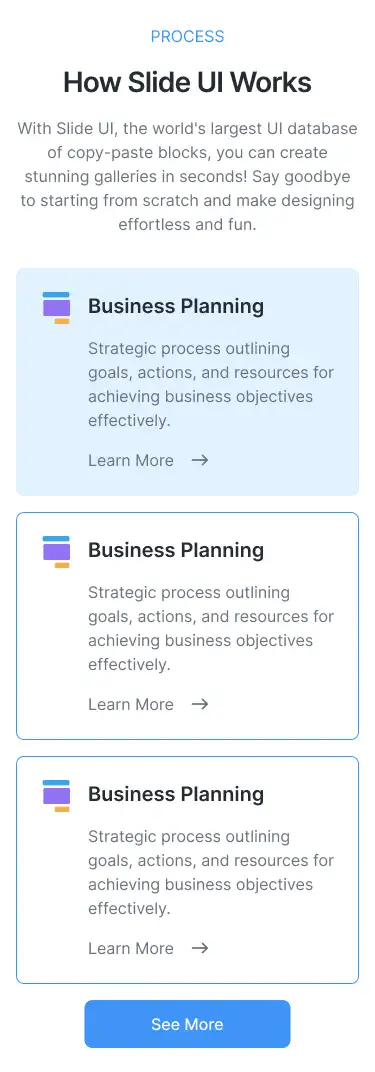 PROCESS
How Slide UI Works
With Slide UI, the world's largest UI database
of copy-paste blocks, you can create
stunning galleries in seconds! Say goodbye
to starting from scratch and make designing
effortless and fun.
Business Planning
Strategic process outlining
goals, actions, and resources for
achieving business objectives
effectively.
Learn More
Business Planning
Strategic process outlining
goals, actions, and resources for
achieving business objectives
effectively.
Learn More
Business Planning
Strategic process outlining
goals, actions, and resources for
achieving business objectives
effectively.
Learn More
See More